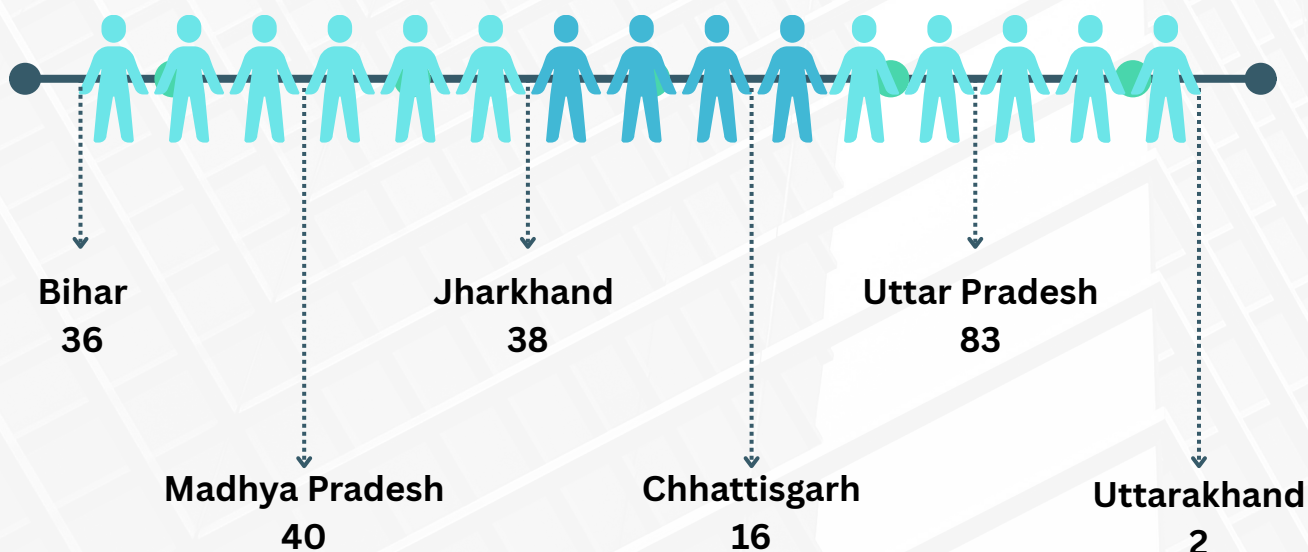 Bihar
36
Jharkhand
38
Uttar Pradesh
83
Madhya Pradesh
40
Chhattisgarh
16
Uttarakhand
2